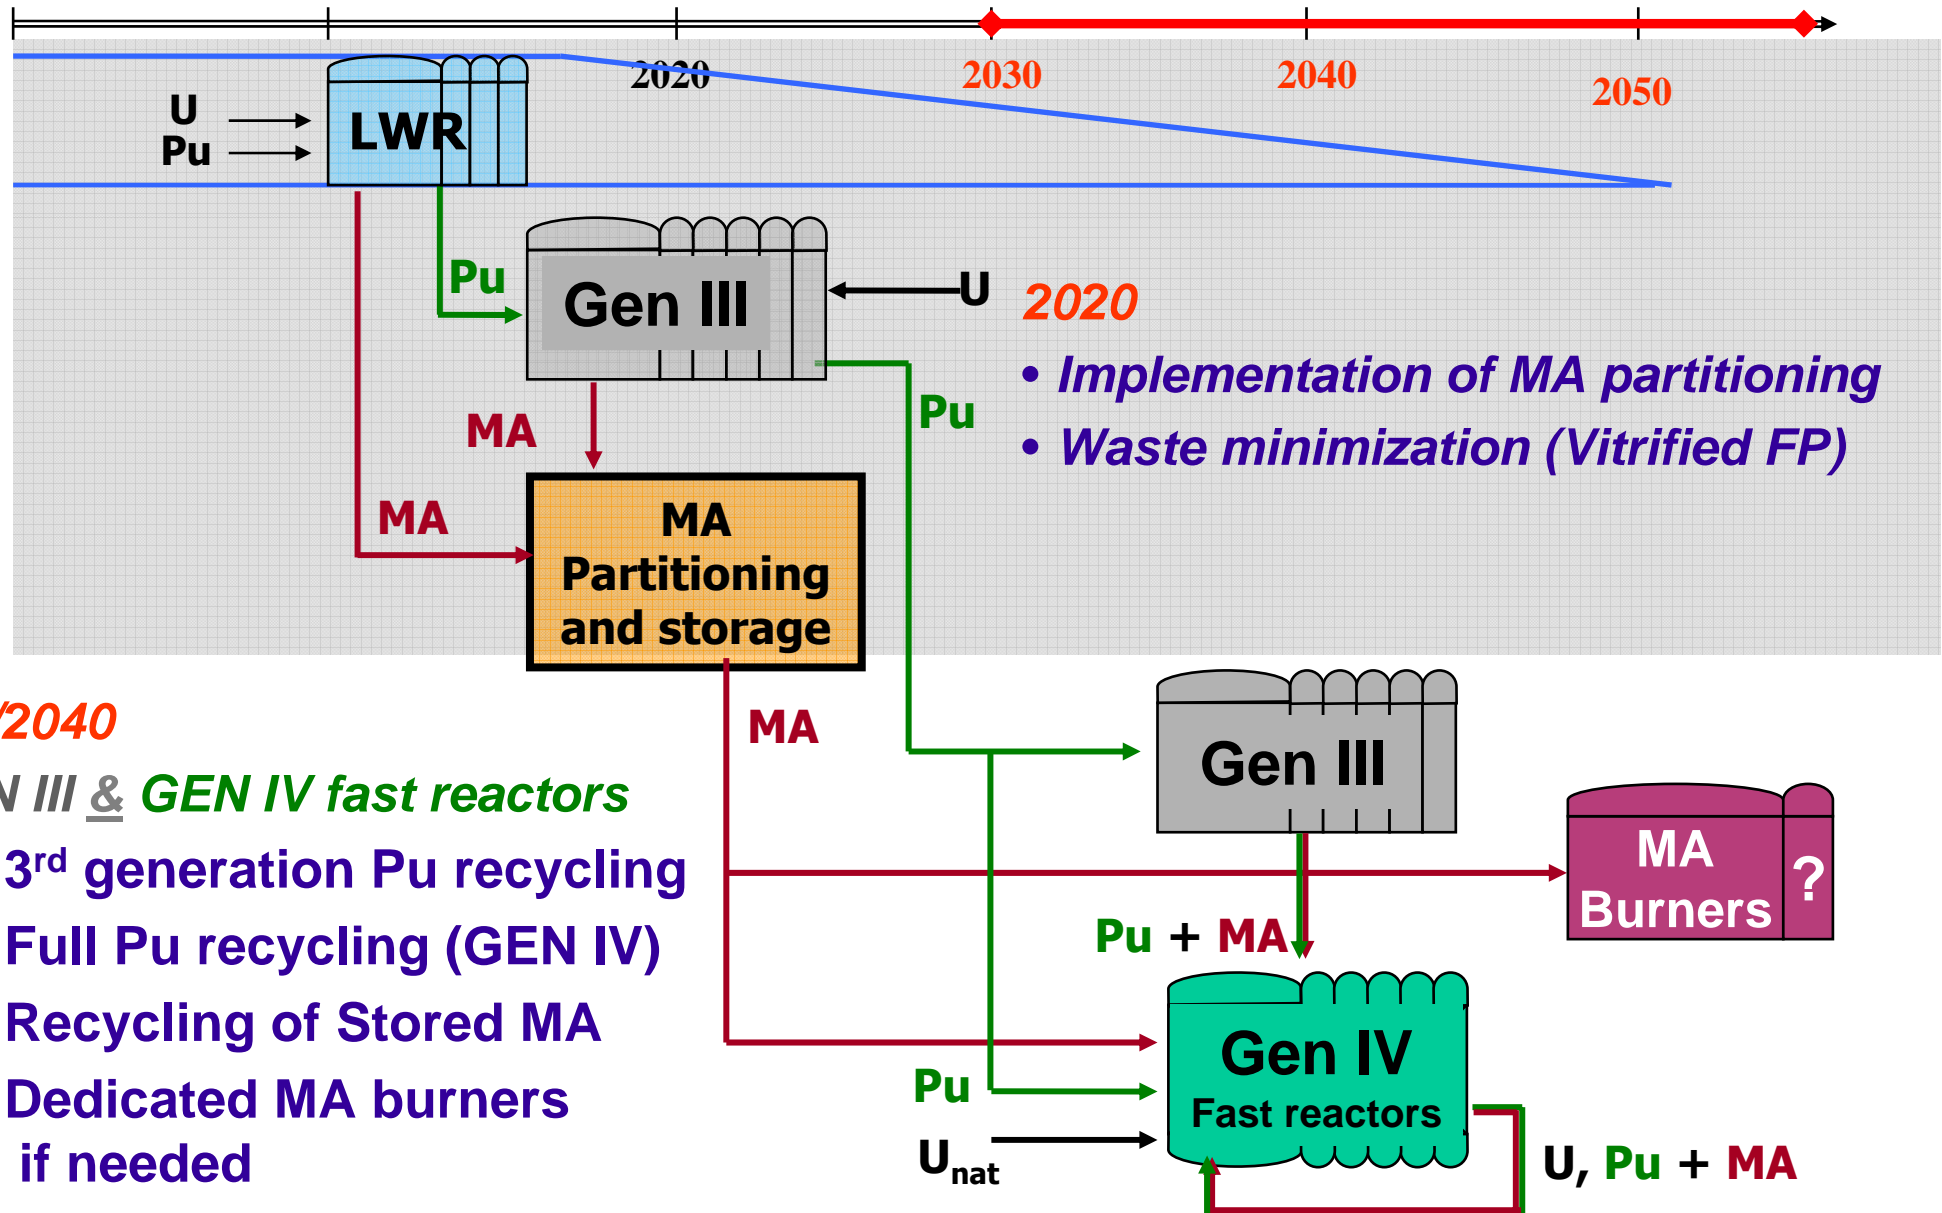 2020 2030 2040 2050
U
Pu
LWR
Pu
Gen III
U
2020
• Implementation of MA partitioning
• Waste minimization (Vitrified FP)
Pu
MA
MA
MA
Partitioning
and storage
MA
/2040
N III & GEN IV fast reactors
3rd generation Pu recycling
Full Pu recycling (GEN IV)
Recycling of Stored MA
Dedicated MA burners
if needed
Gen III
MA
Burners
?
Pu + MA
Gen IV
Fast reactors
Pu
Unat
U, Pu + MA